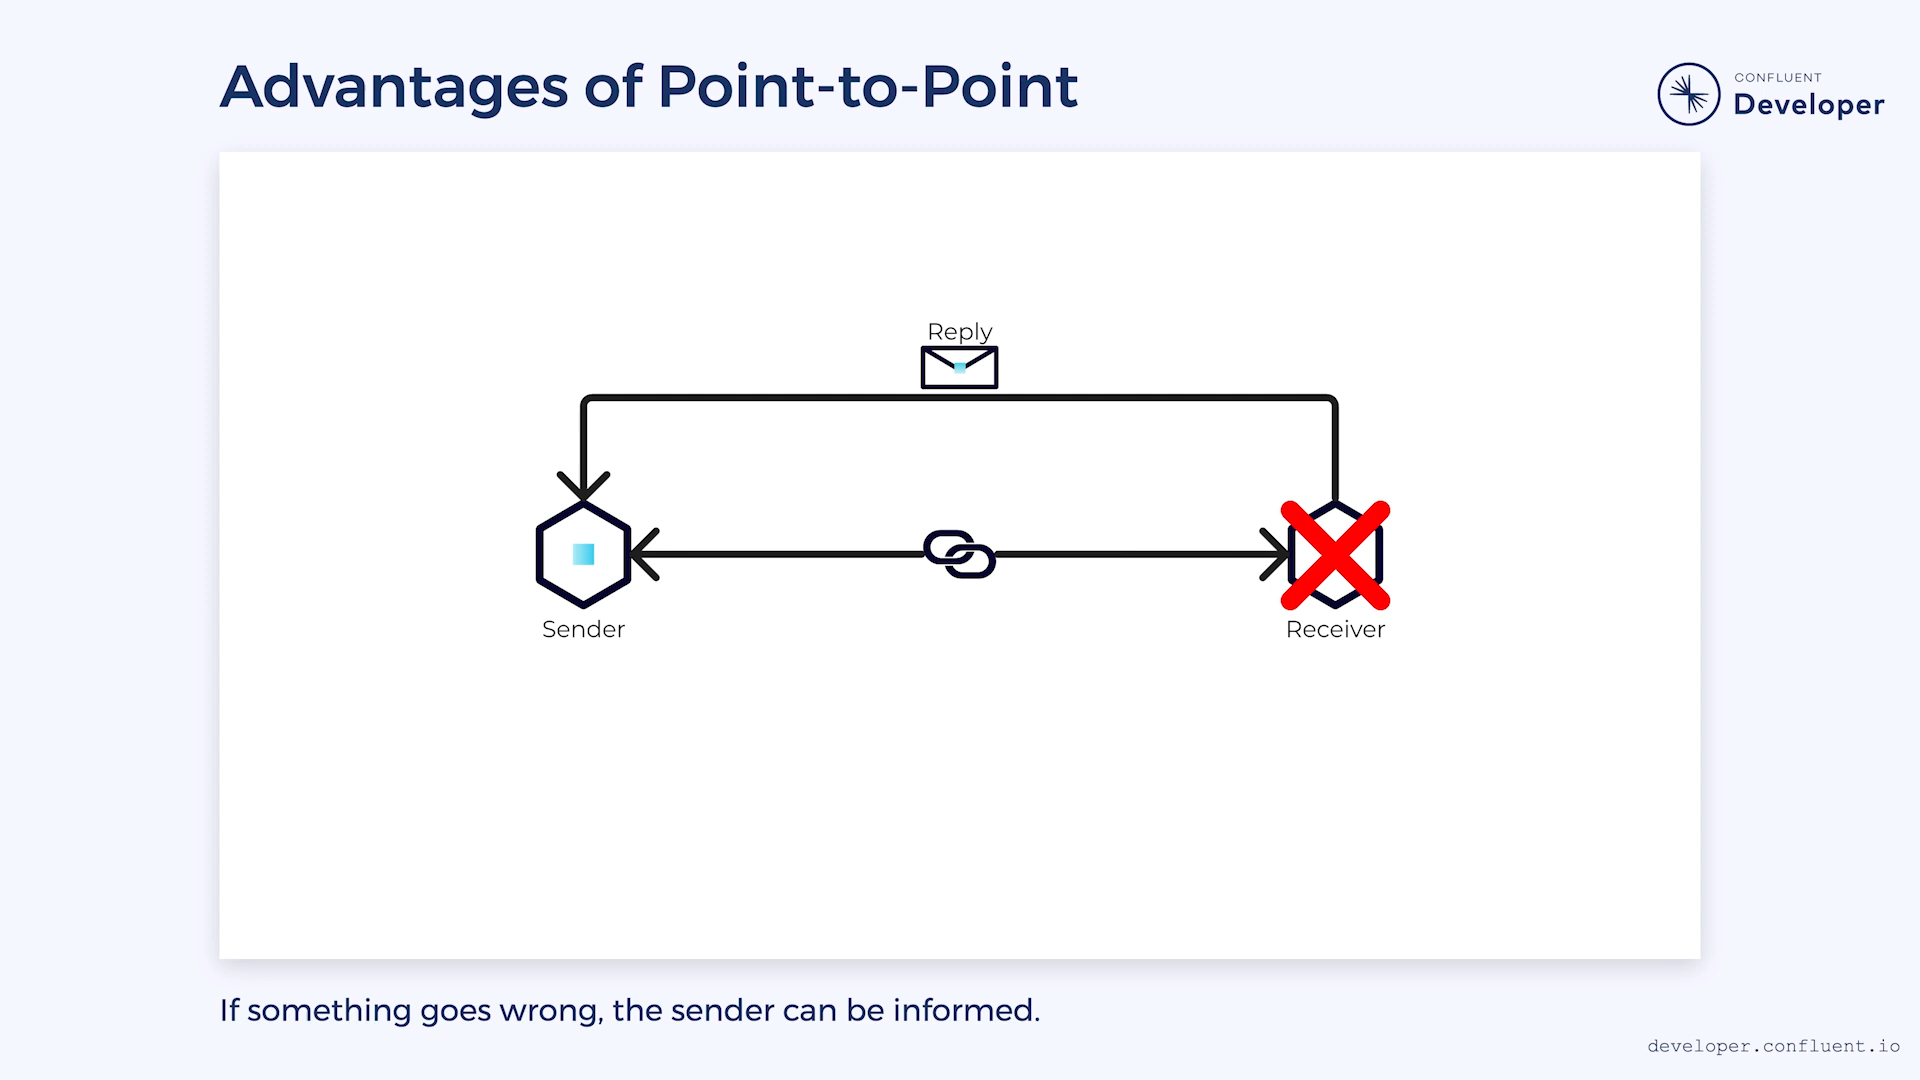 Advantages of Point-to-Point
CONFLUENT
Developer
Reply
Sender
Receiver
If something goes wrong, the sender can be informed.
developer.confluent.io